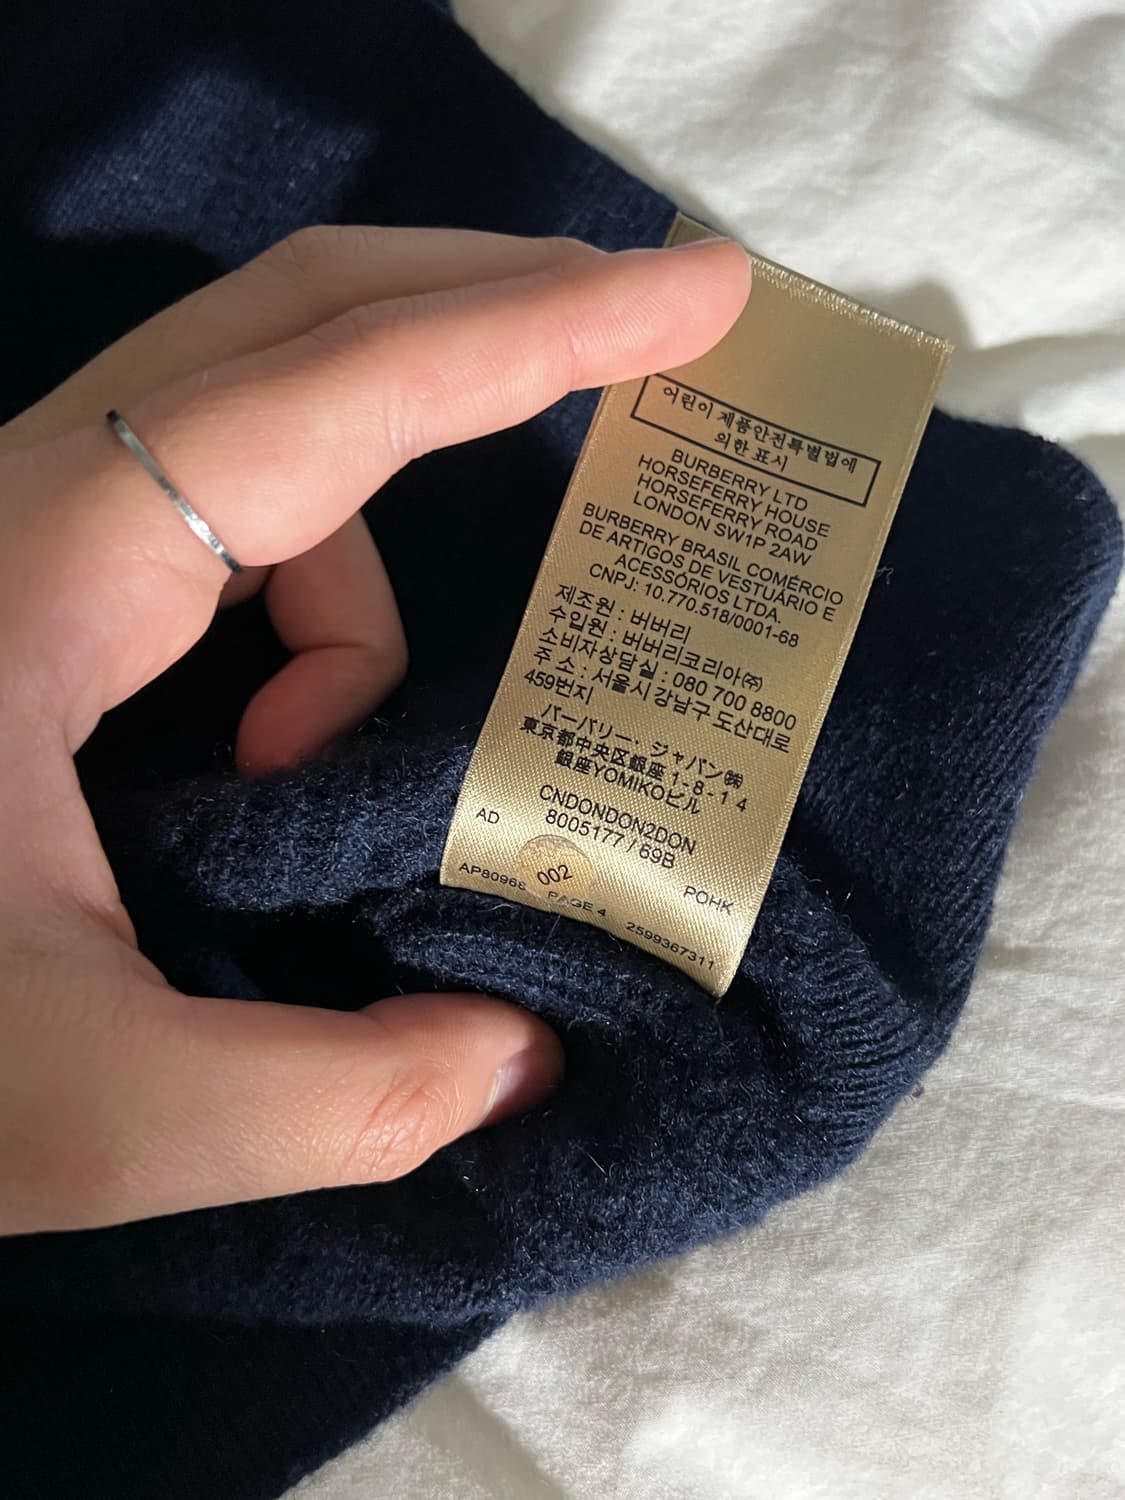 어린이 제품안전특별법에
의한 표시
BURBERRY LTD
HORSEFERRY HOUSE
HORSEFERRY ROAD
LONDON SW1P 2AW
BURBERRY BRASIL COMÉRCIO
DE ARTIGOS DE VESTUÁRIO E
ACESSÓRIOS LTDA.
CNPJ: 10.770.518/0001-68
제조원 : 버버리
수입원 : 버버리코리아㈜
소비자상담실 : 080 700 8800
주 소 : 서울시 강남구 도산대로
459번지
バーバリー・ジャパン㈱
東京都中央区銀座1-8-14
銀座YOMIKOビル
CNDONDON2DON
8005177 / 69B
AD
002
POHK
AP80968 PAGE 4 2599367311